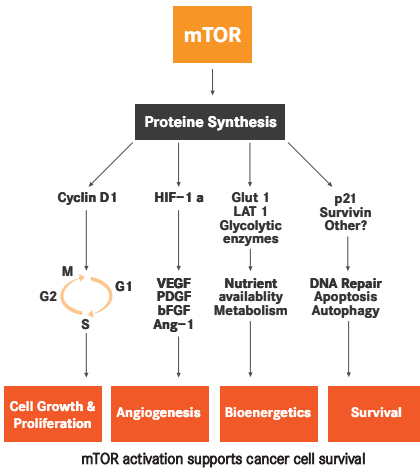 mTOR
Proteine Synthesis
Cyclin D1
HIF-1 a
Glut 1
LAT 1
Glycolytic
enzymes
p21
Survivin
Other?
M
G1
G2
S
VEGF
PDGF
bFGF
Ang-1
Nutrient
availablity
Metabolism
DNA Repair
Apoptosis
Autophagy
Cell Growth &
Proliferation
Angiogenesis
Bioenergetics
Survival
mTOR activation supports cancer cell survival